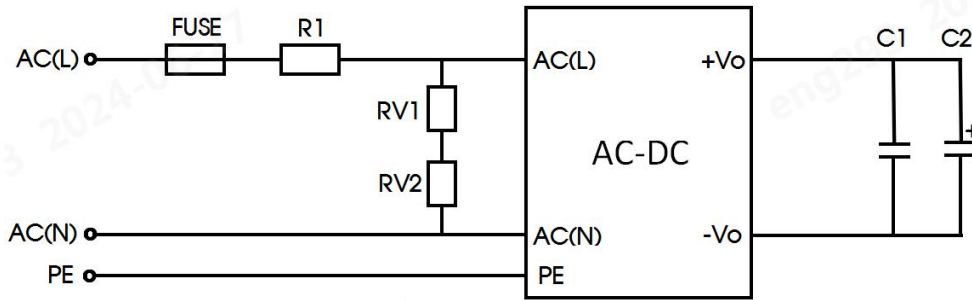 FUSE
R1
C1
C2
AC(L)
AC(L)
+Vo
RV1
+
AC-DC
RV2
AC(N)
AC(N)
-Vo
PE
PE